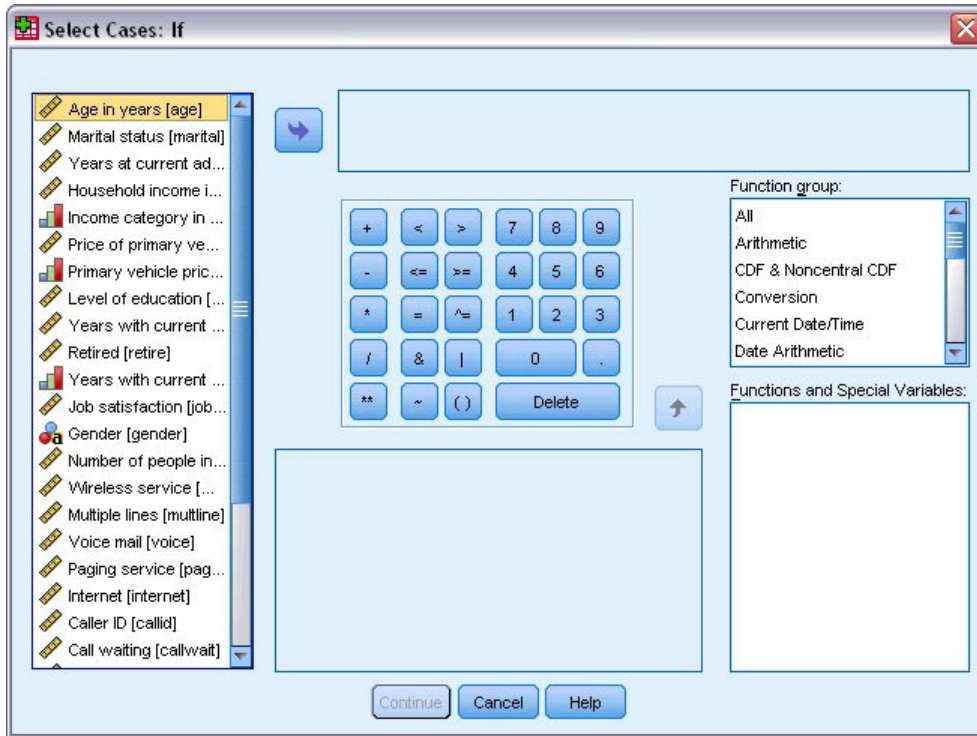 Select Cases: If
Age in years [age]
Marital status [marital]
Years at current ad...
Household income i...
Income category in ...
Price of primary ve...
Primary vehicle pric...
Level of education [...
Years with current ...
Retired [retire]
Years with current ...
Job satisfaction [job...
Gender [gender]
Number of people in...
Wireless service [...
Multiple lines [multline]
Voice mail [voice]
Paging service [pag...
Internet [internet]
Caller ID [callid]
Call waiting [callwait]
+ < > 7 8 9
- <= >= 4 5 6
* = ^= 1 2 3
/ & | 0 .
** ~ ( ) Delete
Function group:
All
Arithmetic
CDF & Noncentral CDF
Conversion
Current Date/Time
Date Arithmetic
Functions and Special Variables:
Continue Cancel Help